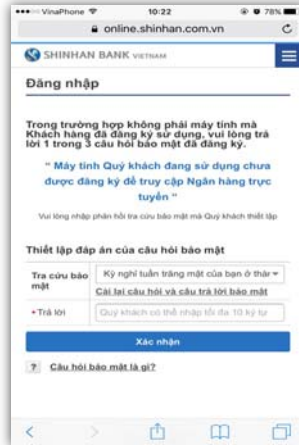 VinaPhone 10:22 78%
online.shinhan.com.vn
SHINHAN BANK VIETNAM
Đăng nhập
Trong trường hợp không phải máy tính mà
Khách hàng đã đăng ký sử dụng, vui lòng trả
lời 1 trong 3 câu hỏi bảo mật đã đăng ký.
" Máy tính Quý khách đang sử dụng chưa
được đăng ký để truy cập Ngân hàng trực
tuyến "
Vui lòng nhập phản hồi tra cứu bảo mật mà Quý khách thiết lập
Thiết lập đáp án của câu hỏi bảo mật
Tra cứu bảo
mật
Kỳ nghỉ tuần trăng mật của bạn ở thàr
Cài lại câu hỏi và câu trả lời bảo mật
• Trả lời
Quý khách có thể nhập tối đa 10 ký tự
Xác nhận
? Câu hỏi bảo mật là gì?